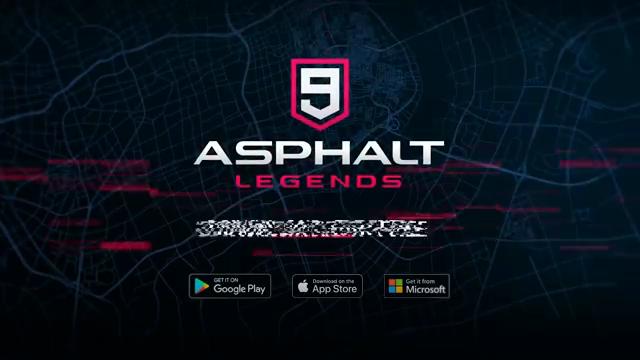 9
ASPHALT
LEGENDS
GET IT ON
Google Play
Download on the
App Store
Get it from
Microsoft